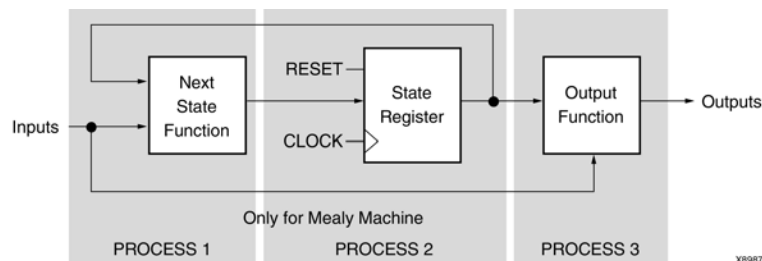 RESET
Next
State
Function
State
Register
Output
Function
Outputs
Inputs
CLOCK
Only for Mealy Machine
PROCESS 1
PROCESS 2
PROCESS 3
X8987